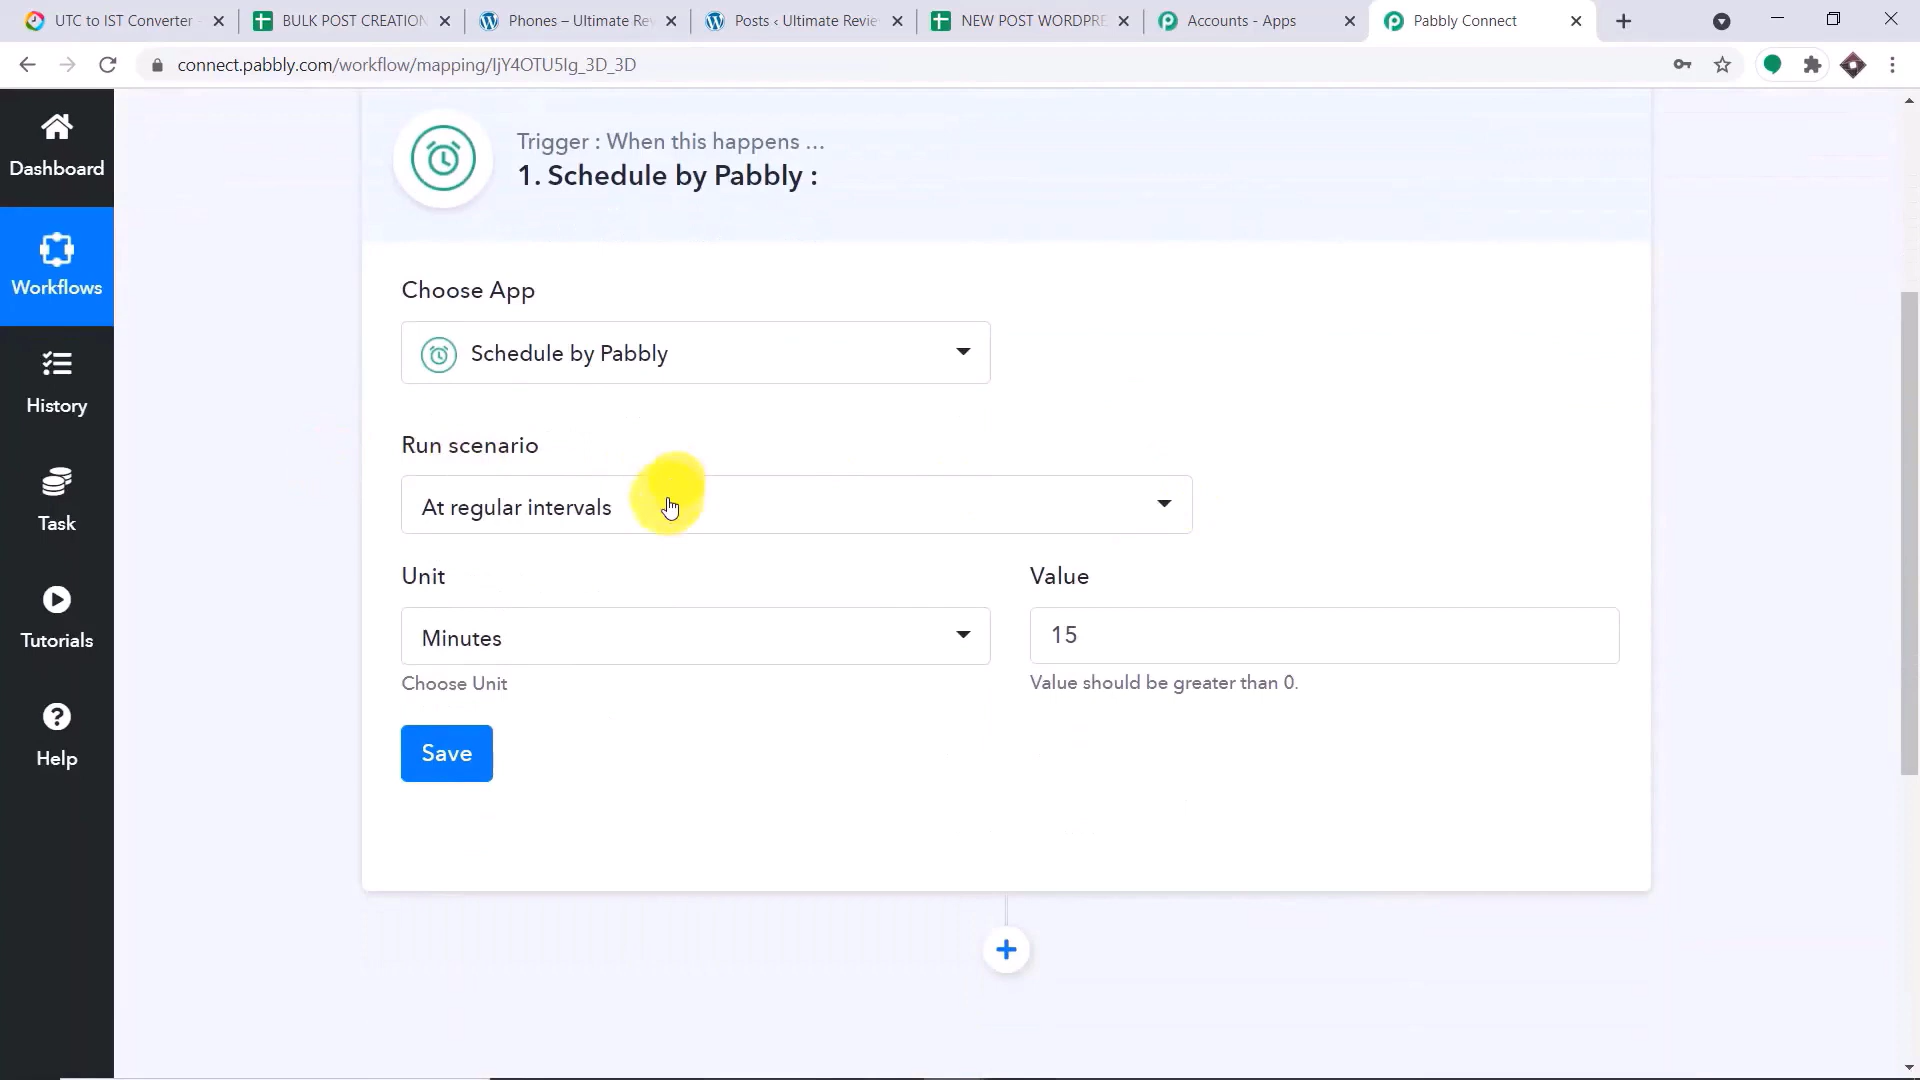 UTC to IST Converter -
BULK POST CREATION
Phones – Ultimate Rev
Posts ‹ Ultimate Revie
NEW POST WORDPRE
Accounts - Apps
Pabbly Connect
connect.pabbly.com/workflow/mapping/IjY4OTU5Ig_3D_3D
Dashboard
Workflows
History
Task
Tutorials
Help
Trigger : When this happens ...
1. Schedule by Pabbly :
Choose App
Schedule by Pabbly
Run scenario
At regular intervals
Unit
Value
Minutes
15
Choose Unit
Value should be greater than 0.
Save